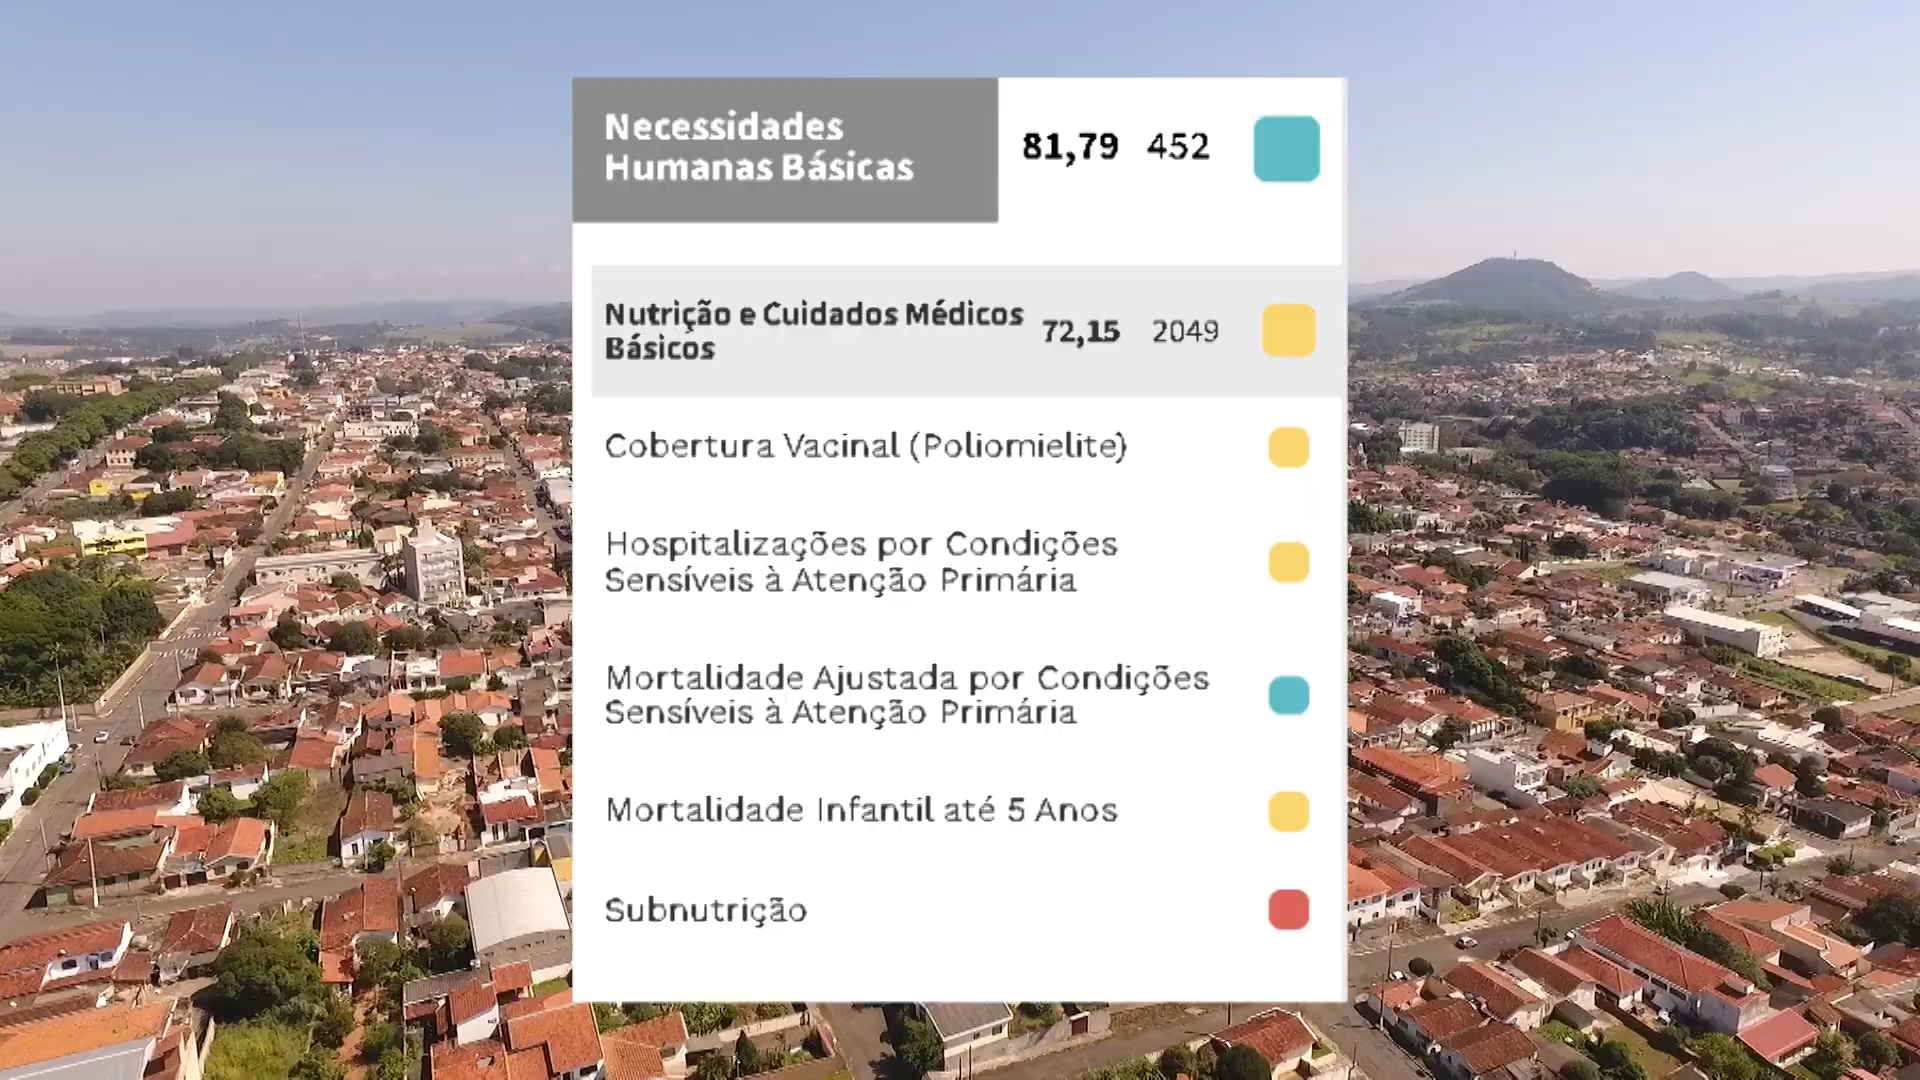 Necessidades
Humanas Básicas
81,79 452
Nutrição e Cuidados Médicos
Básicos
72,15 2049
Cobertura Vacinal (Poliomielite)
Hospitalizações por Condições
Sensíveis à Atenção Primária
Mortalidade Ajustada por Condições
Sensíveis à Atenção Primária
Mortalidade Infantil até 5 Anos
Subnutrição